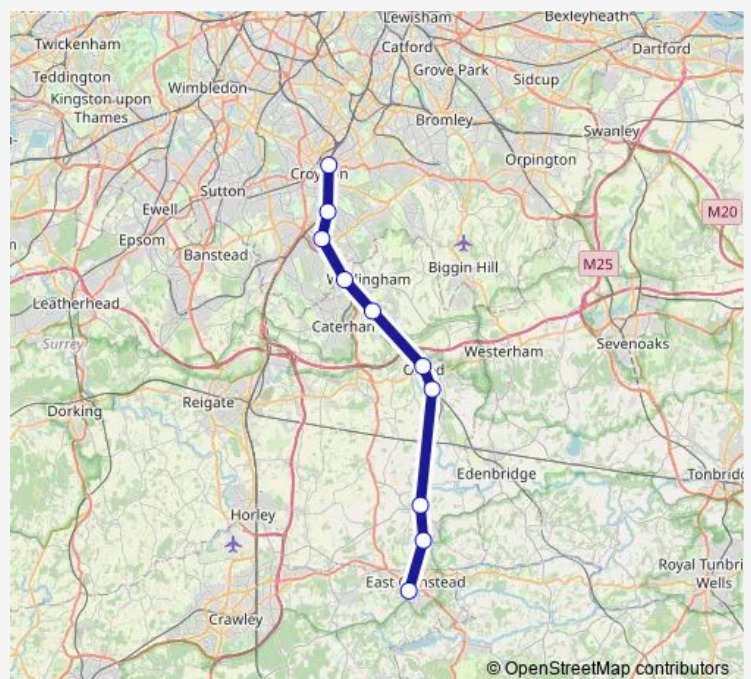 Lewisham
Bexleyheath
Twickenham
Catford
Dartford
Grove Park
Teddington
Sidcup
Wimbledon
Kingston upon
Thames
Bromley
Swanley
Orpington
Sutton
Ewell
M20
Epsom
Banstead
M25
Biggin Hill
Leatherhead
Surrey
Westerham
Sevenoaks
Reigate
Dorking
Edenbridge
Tonbridg
Horley
Royal Tunbri
Wells
Crawley
© OpenStreetMap contributors